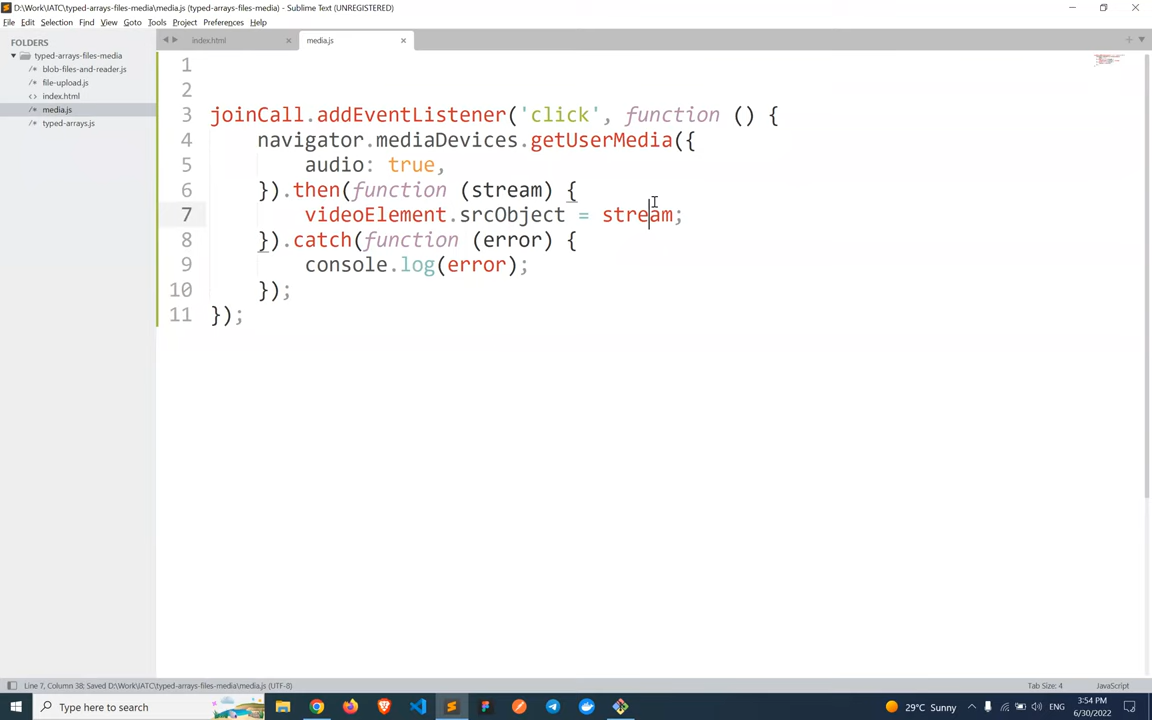 D:\Work\IATC\typed-arrays-files-media\media.js (typed-arrays-files-media) - Sublime Text (UNREGISTERED)
File Edit Selection Find View Goto Tools Project Preferences Help
FOLDERS
typed-arrays-files-media
/* blob-files-and-reader.js
/* file-upload.js
<> index.html
/* media.js
/* typed-arrays.js
index.html ×
media.js ×
1
2
3 joinCall.addEventListener('click', function () {
4 navigator.mediaDevices.getUserMedia({
5 audio: true,
6 }).then(function (stream) {
7 videoElement.srcObject = stream;
8 }).catch(function (error) {
9 console.log(error);
10 });
11 });
Line 7, Column 38; Saved D:\Work\IATC\typed-arrays-files-media\media.js (UTF-8)
Tab Size: 4
JavaScript
Type here to search
29°C Sunny
ENG
3:54 PM
6/30/2022